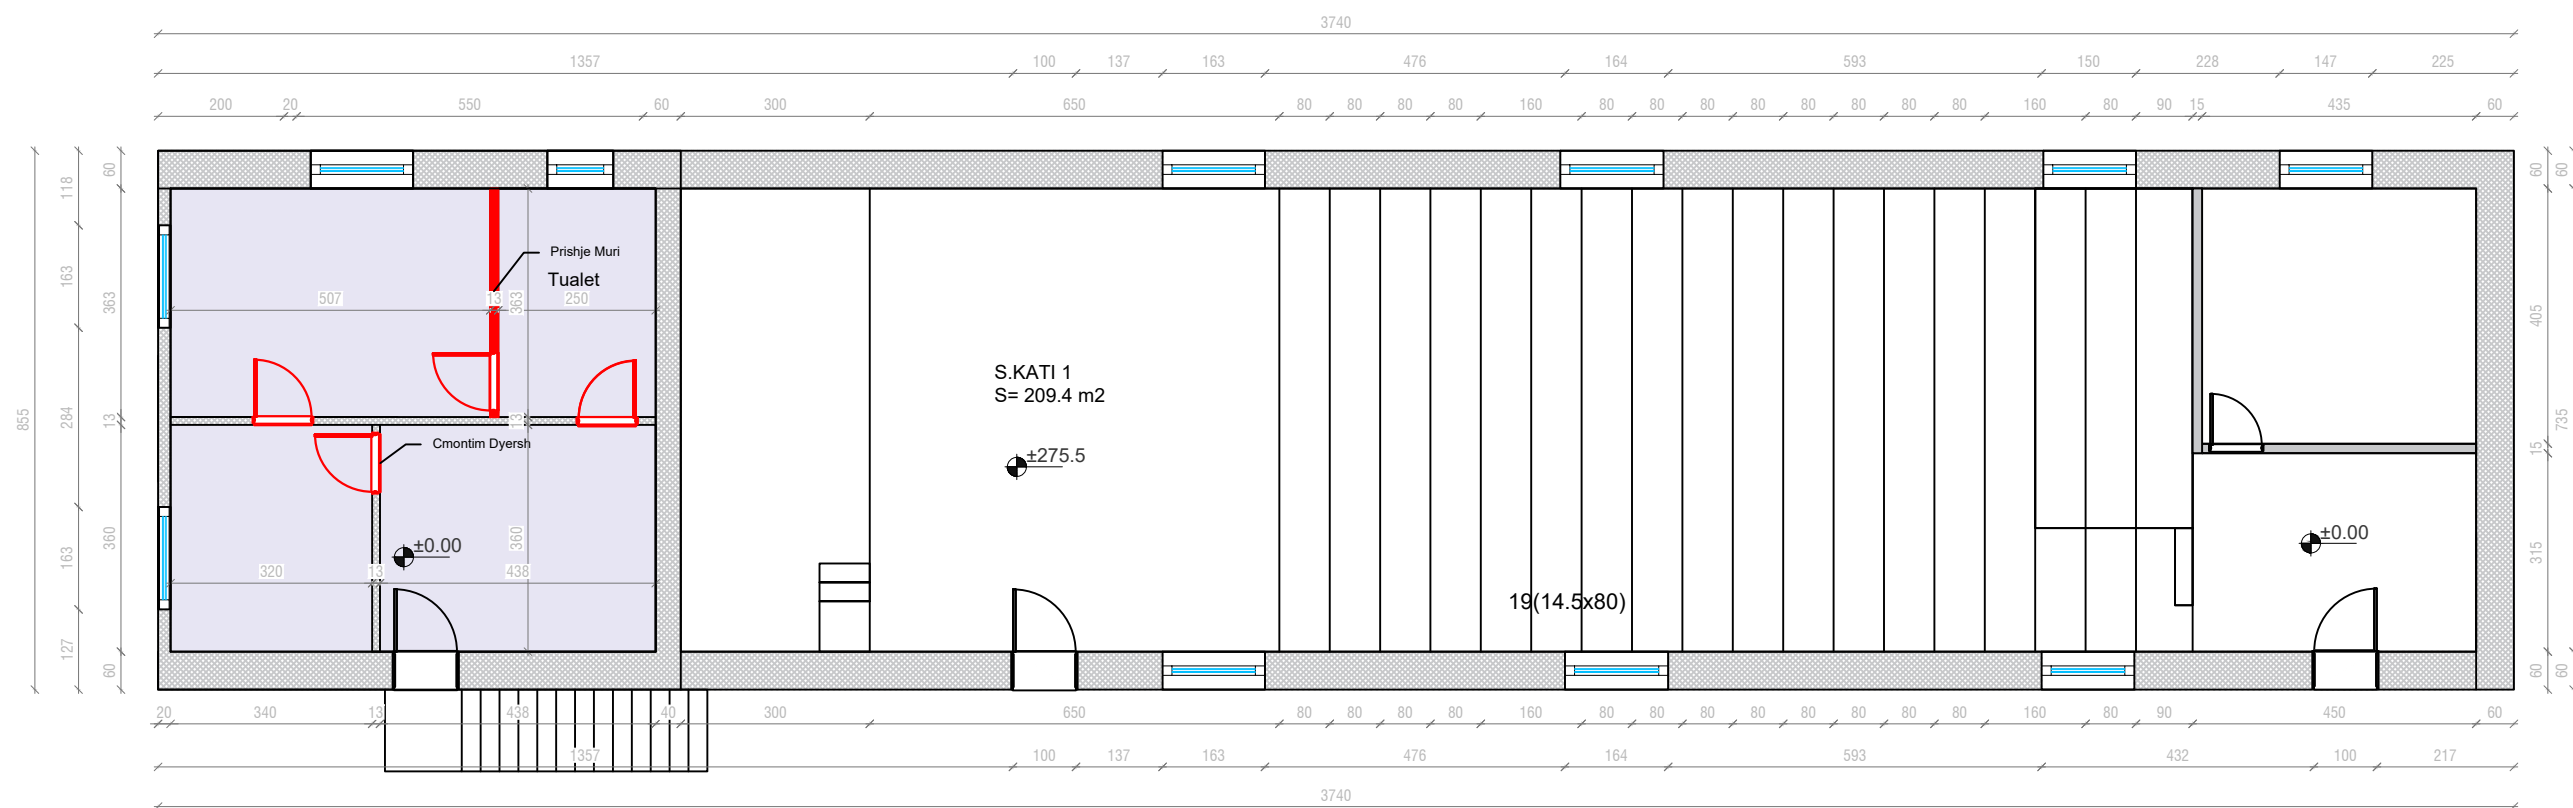 3740
1357 100 137 163 476 164 593 150 228 147 225
200 20 550 60 300 650 80 80 80 80 160 80 80 80 80 80 80 80 80 160 80 90 15 435 60
855
118 163 284 163 127
60 363 13 360 60
Prishje Muri
Tualet
507 13 363 250
13
Cmontim Dyersh
±0.00
360
320 13 438
S.KATI 1
S= 209.4 m2
±275.5
19(14.5x80)
±0.00
60 405 15 315 60
60 735 60
20 340 13 438 40 300 650 80 80 80 80 160 80 80 80 80 80 80 80 80 160 80 90 450 60
1357 100 137 163 476 164 593 432 100 217
3740